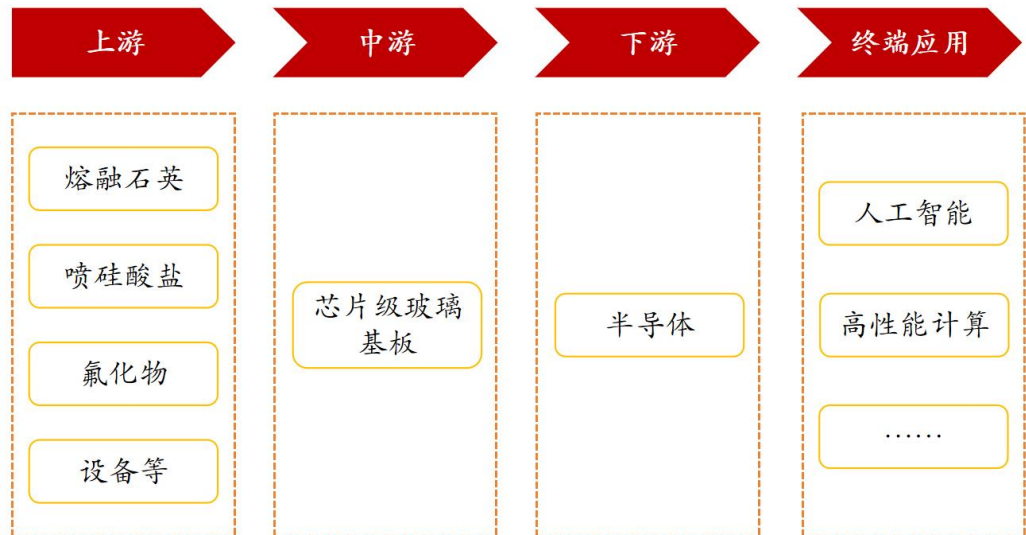 上游
中游
下游
终端应用
熔融石英
喷硅酸盐
氟化物
设备等
芯片级玻璃
基板
半导体
人工智能
高性能计算
……